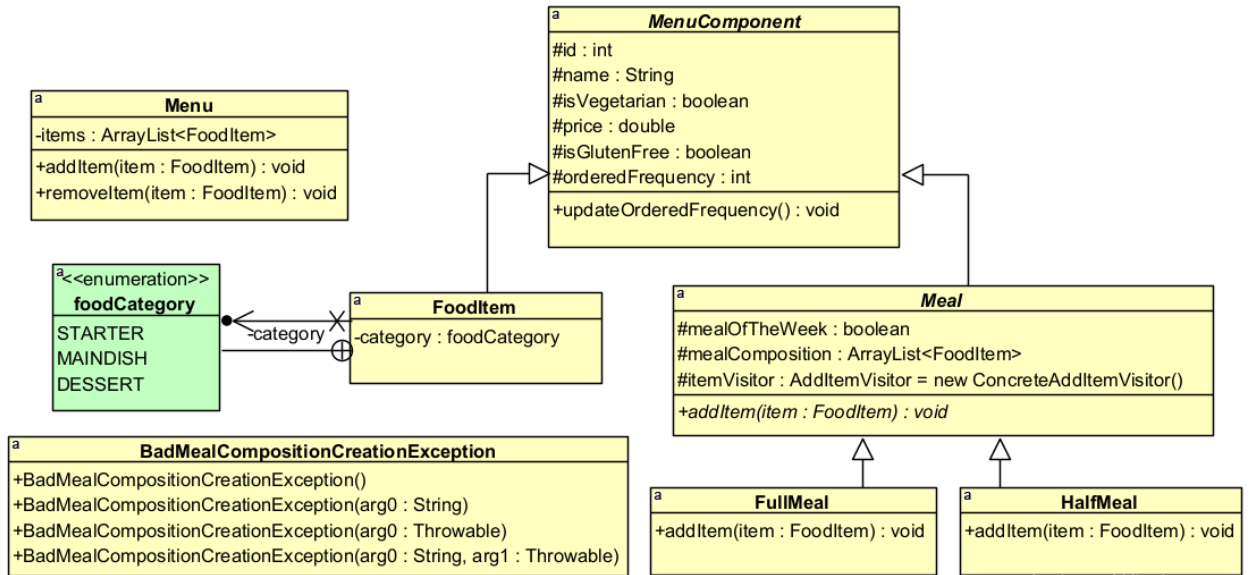 a
MenuComponent
#id : int
#name : String
#isVegetarian : boolean
#price : double
#isGlutenFree : boolean
#orderedFrequency : int
+updateOrderedFrequency() : void
a
Menu
-items : ArrayList<FoodItem>
+addItem(item : FoodItem) : void
+removeItem(item : FoodItem) : void
a
<<enumeration>>
foodCategory
STARTER
MAINDISH
DESSERT
-category
a
FoodItem
-category : foodCategory
a
Meal
#mealOfTheWeek : boolean
#mealComposition : ArrayList<FoodItem>
#itemVisitor : AddItemVisitor = new ConcreteAddItemVisitor()
+addItem(item : FoodItem) : void
a
BadMealCompositionCreationException
+BadMealCompositionCreationException()
+BadMealCompositionCreationException(arg0 : String)
+BadMealCompositionCreationException(arg0 : Throwable)
+BadMealCompositionCreationException(arg0 : String, arg1 : Throwable)
a
FullMeal
+addItem(item : FoodItem) : void
a
HalfMeal
+addItem(item : FoodItem) : void